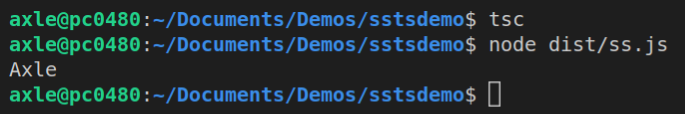 axle@pc0480:~/Documents/Demos/sstsdemo$ tsc
axle@pc0480:~/Documents/Demos/sstsdemo$ node dist/ss.js
Axle
axle@pc0480:~/Documents/Demos/sstsdemo$